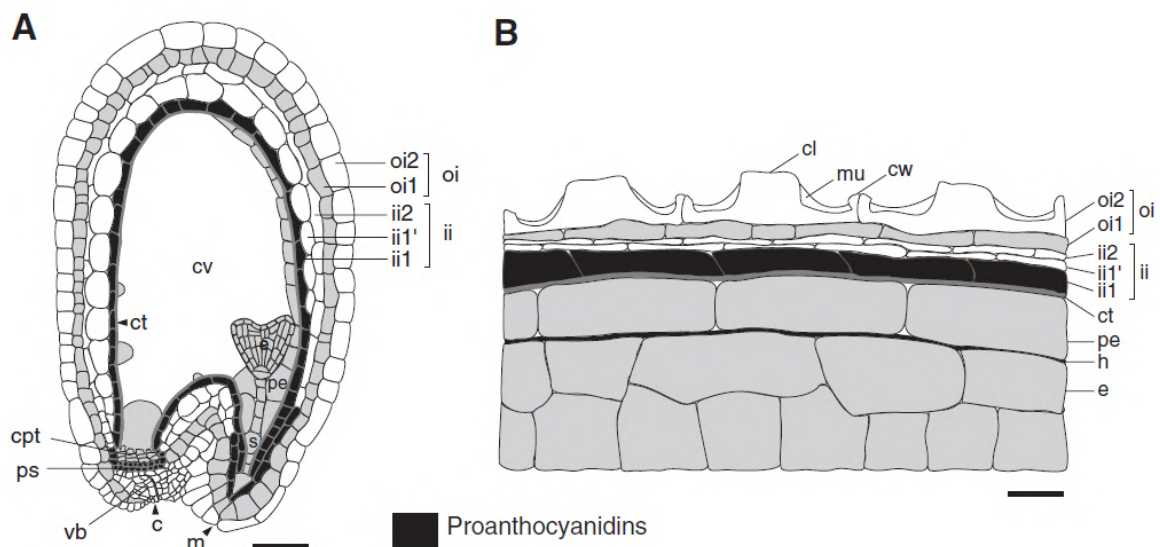 A
oi2
oi1
oi
ii2
ii1'
ii1
ii
cv
ct
e
pe
s
cpt
ps
vb
c
m
B
cl
mu
cw
oi2
oi1
oi
ii2
ii1'
ii1
ii
ct
pe
h
e
Proanthocyanidins